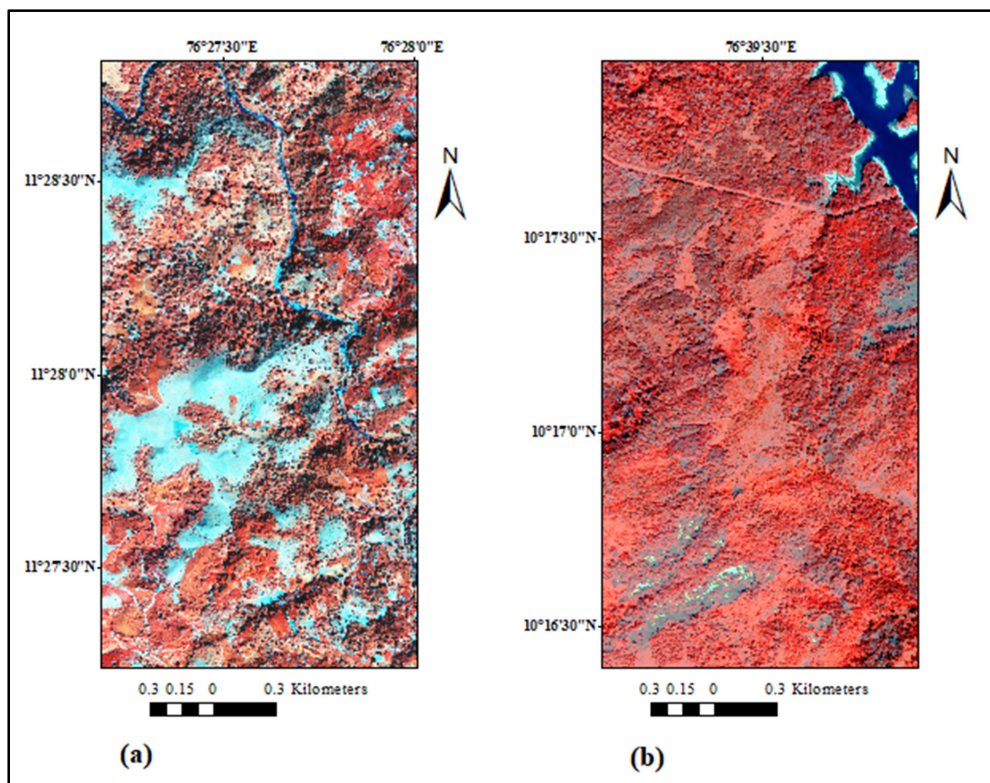 76°27'30"E 76°28'0"E
76°39'30"E
N
N
11°28'30"N
11°28'0"N
11°27'30"N
10°17'30"N
10°17'0"N
10°16'30"N
0.3 0.15 0 0.3 Kilometers
0.3 0.15 0 0.3 Kilometers
(a)
(b)